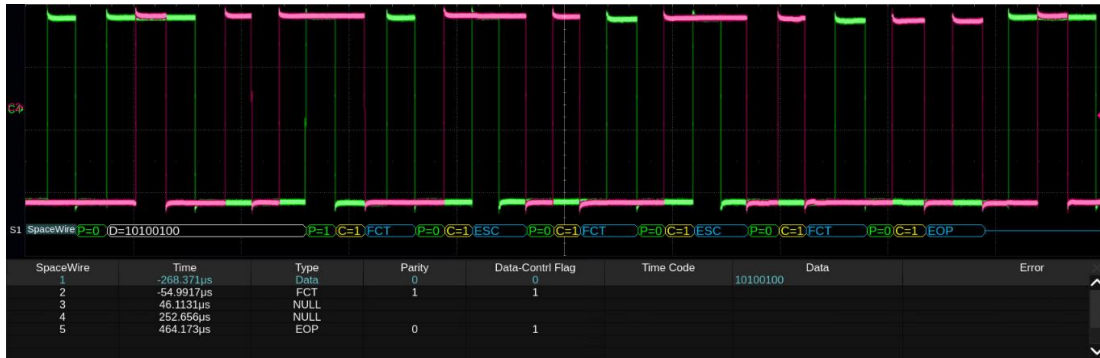 C4
S1 SpaceWire P=0 D=10100100 P=1 C=1 FCT P=0 C=1 ESC P=0 C=1 FCT P=0 C=1 ESC P=0 C=1 FCT P=0 C=1 EOP
SpaceWire Time Type Parity Data-Contrl Flag Time Code Data Error
1 -268.371µs Data 0 0 10100100
2 -54.9917µs FCT 1 1
3 46.1131µs NULL
4 252.656µs NULL
5 464.173µs EOP 0 1